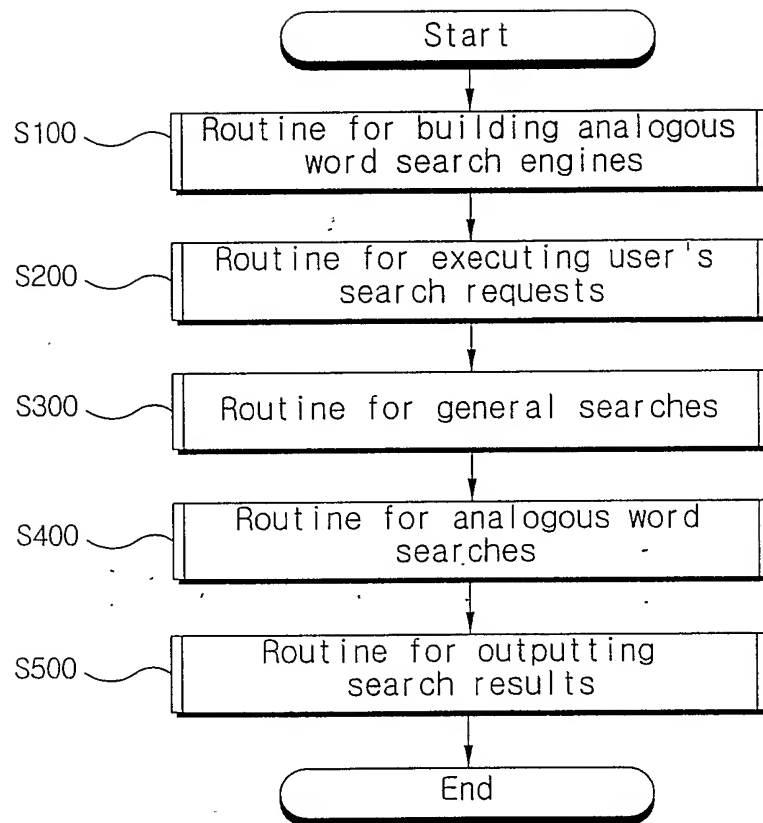 Start
S100
Routine for building analogous
word search engines
S200
Routine for executing user's
search requests
S300
Routine for general searches
S400
Routine for analogous word
searches
S500
Routine for outputting
search results
End